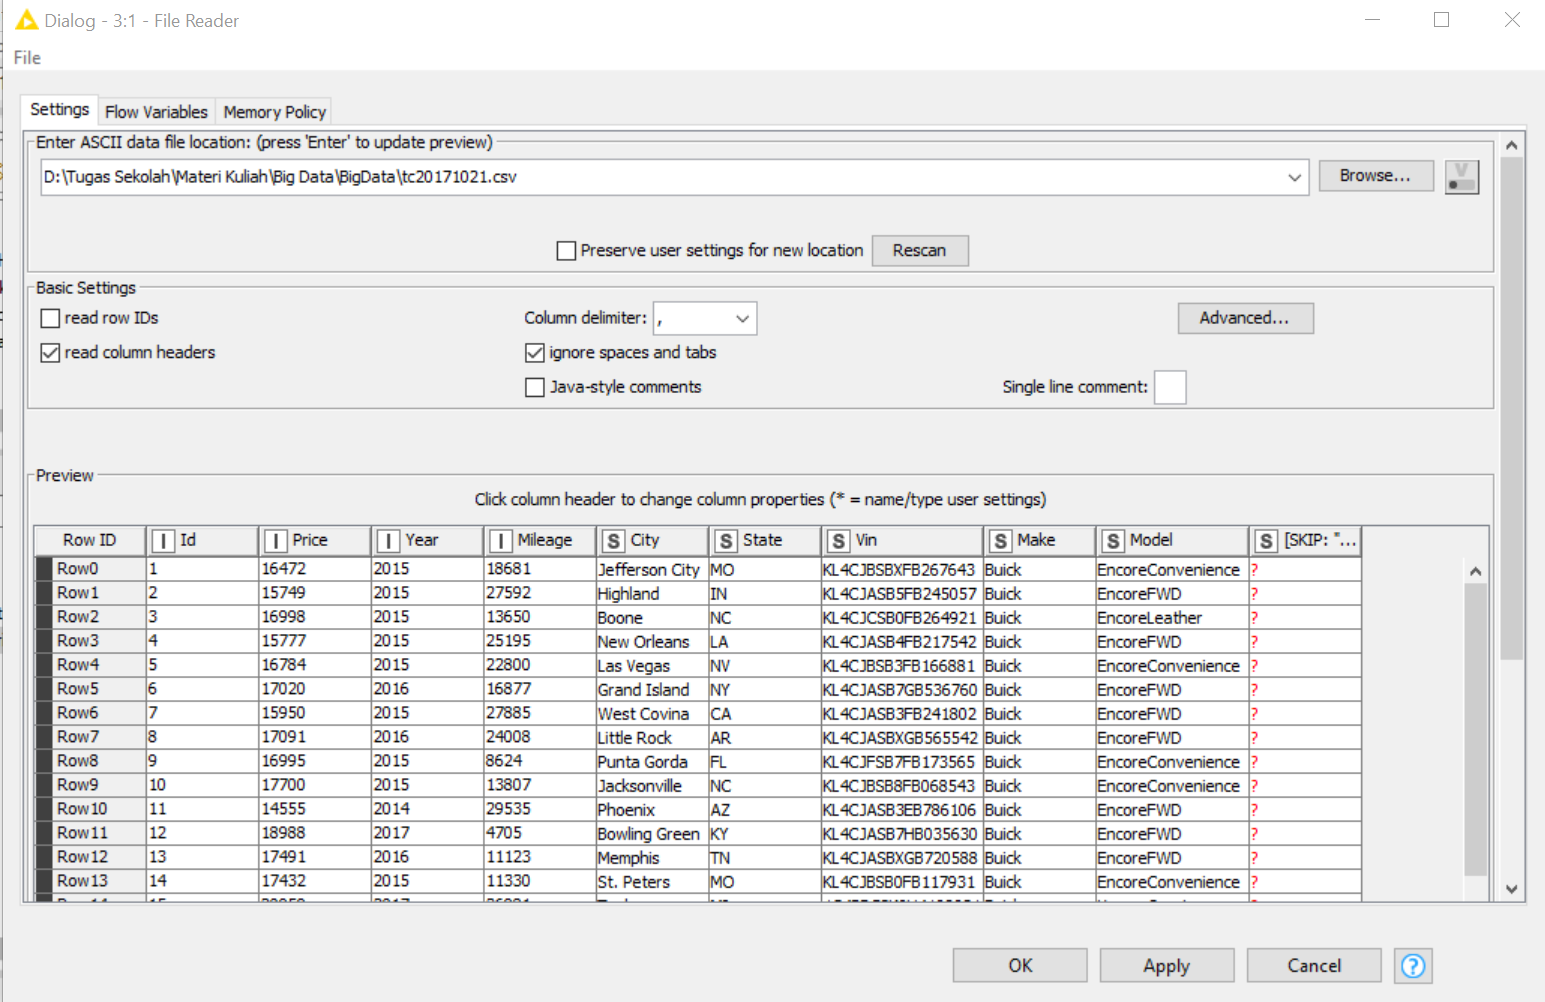 Dialog - 3:1 - File Reader
File
Settings Flow Variables Memory Policy
Enter ASCII data file location: (press 'Enter' to update preview)
D:\Tugas Sekolah\Materi Kuliah\Big Data\BigData\tc20171021.csv Browse... V
Preserve user settings for new location Rescan
Basic Settings
read row IDs Column delimiter: , Advanced...
read column headers ignore spaces and tabs
Java-style comments Single line comment:
Preview
Click column header to change column properties (* = name/type user settings)
Row ID I Id I Price I Year I Mileage S City S State S Vin S Make S Model S [SKIP: "...
Row0 1 16472 2015 18681 Jefferson City MO KL4CJBSBXFB267643 Buick EncoreConvenience ?
Row1 2 15749 2015 27592 Highland IN KL4CJASB5FB245057 Buick EncoreFWD ?
Row2 3 16998 2015 13650 Boone NC KL4CJCSB0FB264921 Buick EncoreLeather ?
Row3 4 15777 2015 25195 New Orleans LA KL4CJASB4FB217542 Buick EncoreFWD ?
Row4 5 16784 2015 22800 Las Vegas NV KL4CJBSB3FB166881 Buick EncoreConvenience ?
Row5 6 17020 2016 16877 Grand Island NY KL4CJASB7GB536760 Buick EncoreFWD ?
Row6 7 15950 2015 27885 West Covina CA KL4CJASB3FB241802 Buick EncoreFWD ?
Row7 8 17091 2016 24008 Little Rock AR KL4CJASBXGB565542 Buick EncoreFWD ?
Row8 9 16995 2015 8624 Punta Gorda FL KL4CJFSB7FB173565 Buick EncoreConvenience ?
Row9 10 17700 2015 13807 Jacksonville NC KL4CJBSB8FB068543 Buick EncoreConvenience ?
Row10 11 14555 2014 29535 Phoenix AZ KL4CJASB3EB786106 Buick EncoreFWD ?
Row11 12 18988 2017 4705 Bowling Green KY KL4CJASB7HB035630 Buick EncoreFWD ?
Row12 13 17491 2016 11123 Memphis TN KL4CJASBXGB720588 Buick EncoreFWD ?
Row13 14 17432 2015 11330 St. Peters MO KL4CJBSB0FB117931 Buick EncoreConvenience ?
OK Apply Cancel ?